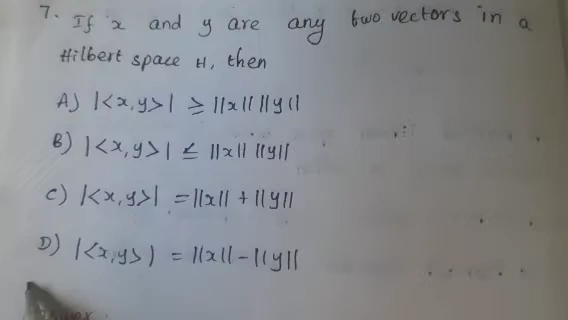 7. If x and y are any two vectors in a
Hilbert space H, then
A) |<x,y>| ≥ ||x|| ||y||
B) |<x,y>| ≤ ||x|| ||y||
C) |<x,y>| = ||x|| + ||y||
D) |<x,y>| = ||x|| - ||y||